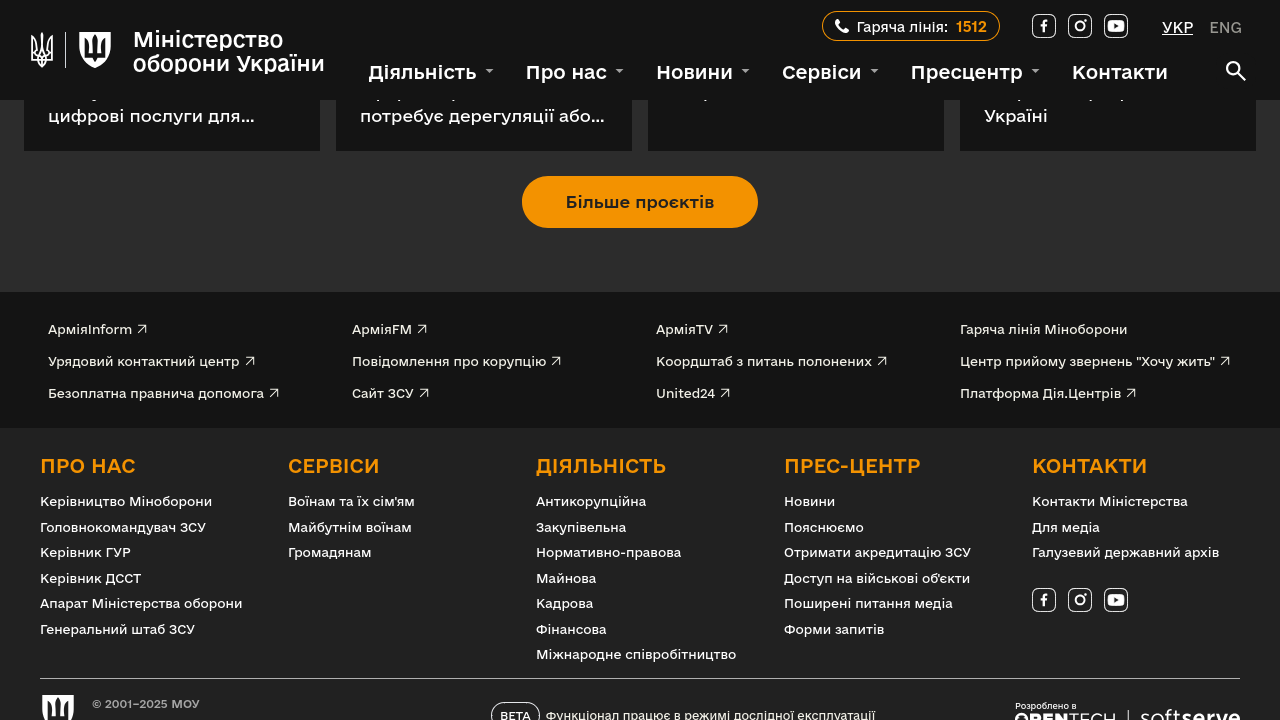 Гаряча лінія: 1512
УКР ENG
Міністерство
оборони України
Діяльність Про нас Новини Сервіси Пресцентр Контакти
цифрові послуги для...
потребує дерегуляції або...
Україні
Більше проєктів
АрміяInform АрміяFM АрміяTV Гаряча лінія Міноборони
Урядовий контактний центр Повідомлення про корупцію Коордштаб з питань полонених Центр прийому звернень "Хочу жить"
Безоплатна правнича допомога Сайт ЗСУ United24 Платформа Дія.Центрів
ПРО НАС СЕРВІСИ ДІЯЛЬНІСТЬ ПРЕС-ЦЕНТР КОНТАКТИ
Керівництво Міноборони Воїнам та їх сім'ям Антикорупційна Новини Контакти Міністерства
Головнокомандувач ЗСУ Майбутнім воїнам Закупівельна Пояснюємо Для медіа
Керівник ГУР Громадянам Нормативно-правова Отримати акредитацію ЗСУ Галузевий державний архів
Керівник ДССТ Майнова Доступ на військові об'єкти
Апарат Міністерства оборони Кадрова Поширені питання медіа
Генеральний штаб ЗСУ Фінансова Форми запитів
Міжнародне співробітництво
© 2001–2025 МОУ
BETA Функціонал працює в режимі дослідної експлуатації
Розроблено в
OPENTECH softserve